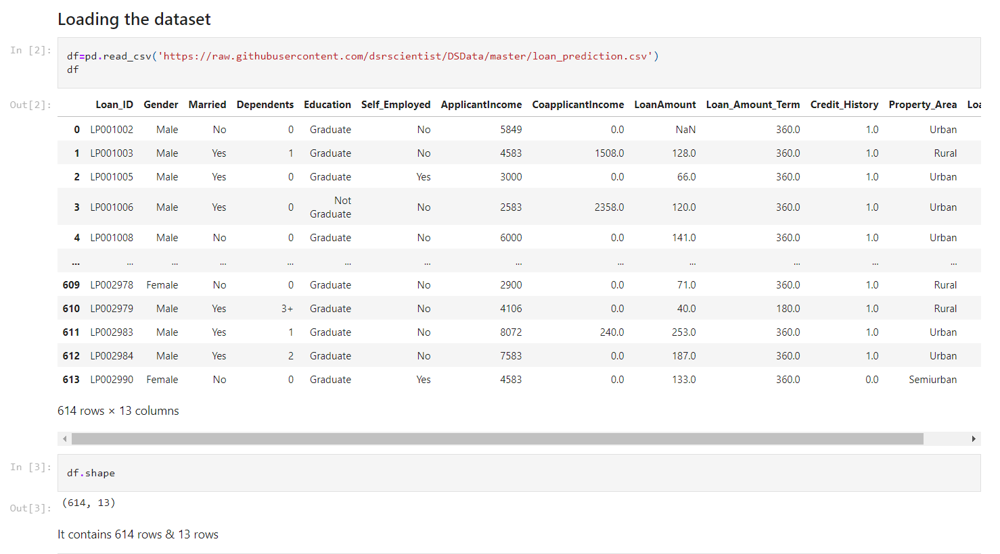 Loading the dataset
In [2]: df=pd.read_csv('https://raw.githubusercontent.com/dsrscientist/DSData/master/loan_prediction.csv')
df
Out[2]: Loan_ID Gender Married Dependents Education Self_Employed ApplicantIncome CoapplicantIncome LoanAmount Loan_Amount_Term Credit_History Property_Area Loa
0 LP001002 Male No 0 Graduate No 5849 0.0 NaN 360.0 1.0 Urban
1 LP001003 Male Yes 1 Graduate No 4583 1508.0 128.0 360.0 1.0 Rural
2 LP001005 Male Yes 0 Graduate Yes 3000 0.0 66.0 360.0 1.0 Urban
3 LP001006 Male Yes 0 Not Graduate No 2583 2358.0 120.0 360.0 1.0 Urban
4 LP001008 Male No 0 Graduate No 6000 0.0 141.0 360.0 1.0 Urban
... ... ... ... ... ... ... ... ... ... ... ... ...
609 LP002978 Female No 0 Graduate No 2900 0.0 71.0 360.0 1.0 Rural
610 LP002979 Male Yes 3+ Graduate No 4106 0.0 40.0 180.0 1.0 Rural
611 LP002983 Male Yes 1 Graduate No 8072 240.0 253.0 360.0 1.0 Urban
612 LP002984 Male Yes 2 Graduate No 7583 0.0 187.0 360.0 1.0 Urban
613 LP002990 Female No 0 Graduate Yes 4583 0.0 133.0 360.0 0.0 Semiurban
614 rows × 13 columns
In [3]: df.shape
Out[3]: (614, 13)
It contains 614 rows & 13 rows